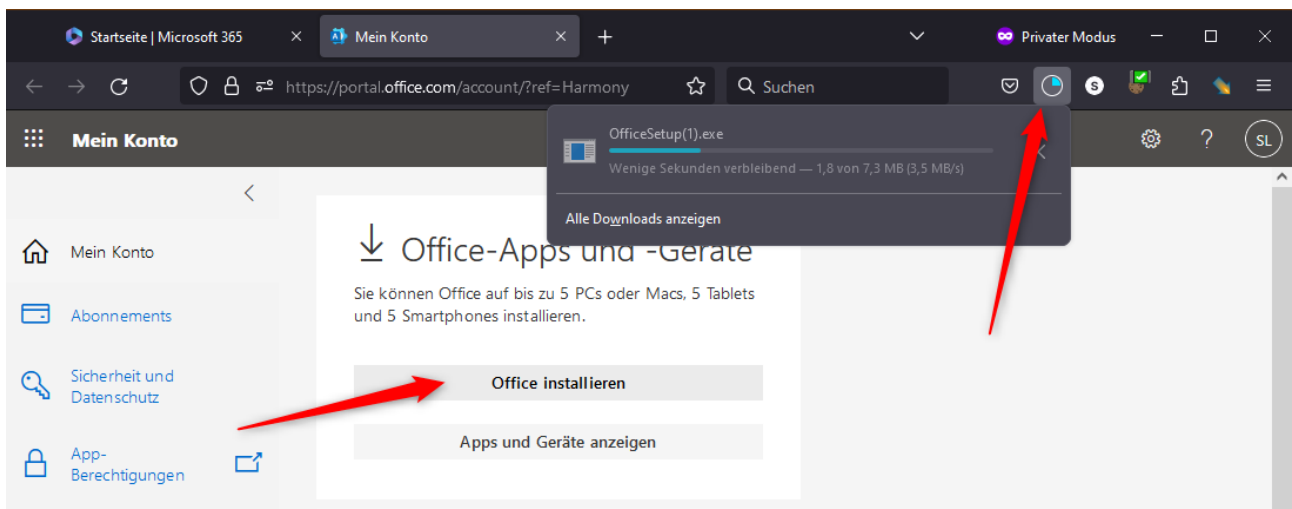 Startseite | Microsoft 365
Mein Konto
Privater Modus
https://portal.office.com/account/?ref=Harmony
Suchen
S
Mein Konto
?
SL
OfficeSetup(1).exe
Wenige Sekunden verbleibend — 1,8 von 7,3 MB (3,5 MB/s)
Alle Downloads anzeigen
Mein Konto
Abonnements
Sicherheit und
Datenschutz
App-
Berechtigungen
Office-Apps und -Geräte
Sie können Office auf bis zu 5 PCs oder Macs, 5 Tablets
und 5 Smartphones installieren.
Office installieren
Apps und Geräte anzeigen